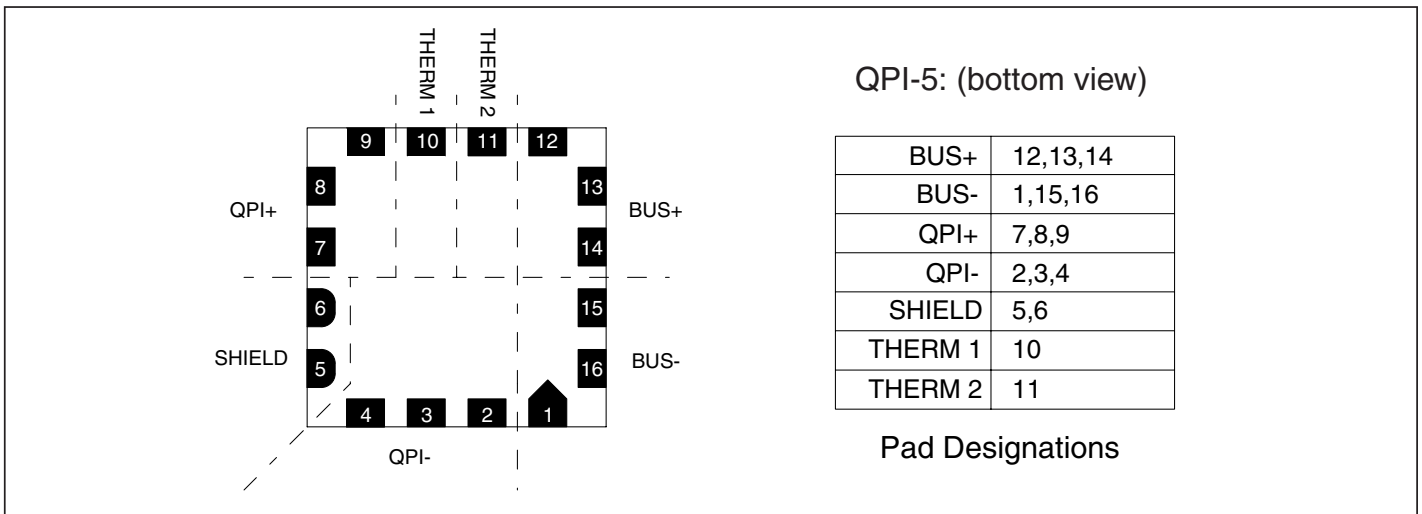 THERM 1
THERM 2
9 10 11 12
8
7
6
5
13
14
15
16
4 3 2 1
QPI+
SHIELD
BUS+
BUS-
QPI-
QPI-5: (bottom view)
BUS+ 12,13,14
BUS- 1,15,16
QPI+ 7,8,9
QPI- 2,3,4
SHIELD 5,6
THERM 1 10
THERM 2 11
Pad Designations